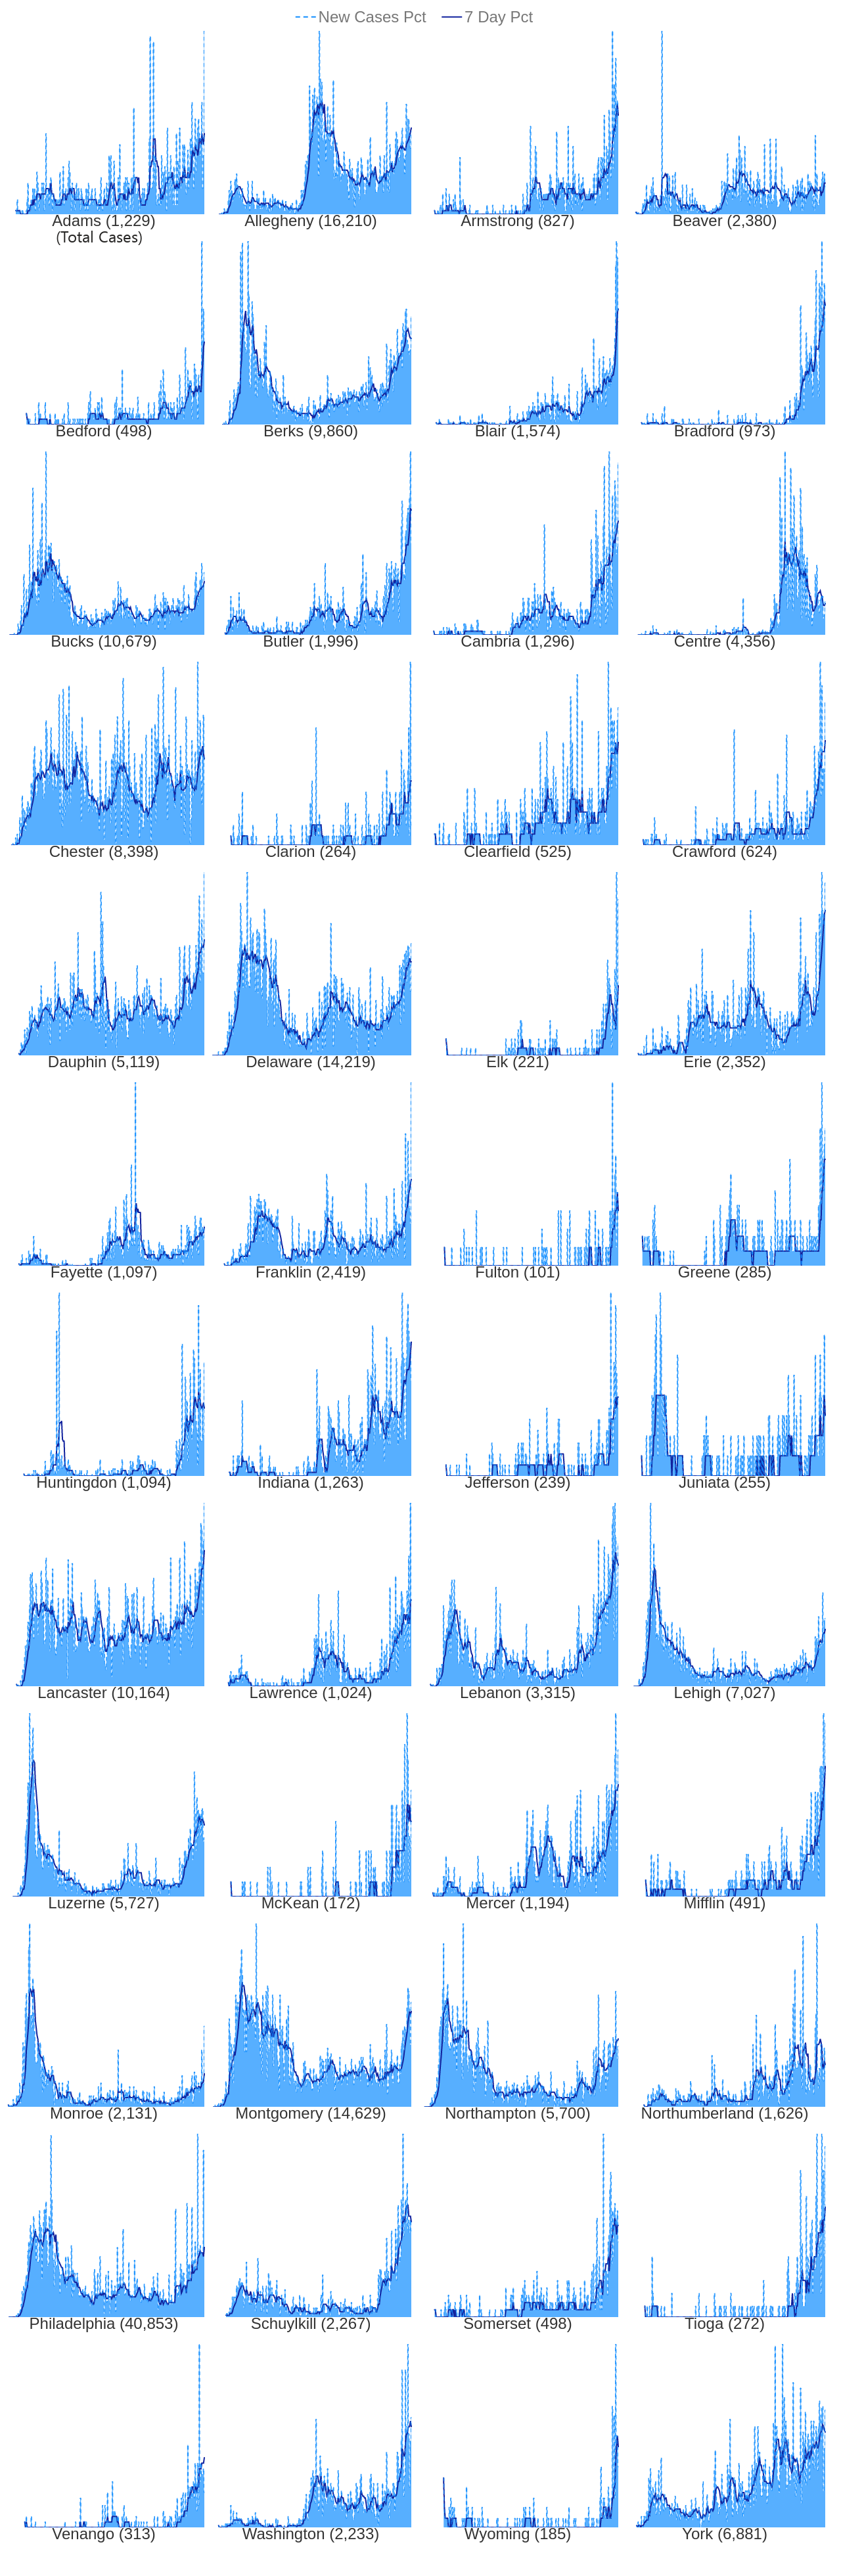 New Cases Pct 7 Day Pct
Adams (1,229) Allegheny (16,210) Armstrong (827) Beaver (2,380)
(Total Cases)
Bedford (498) Berks (9,860) Blair (1,574) Bradford (973)
Bucks (10,679) Butler (1,996) Cambria (1,296) Centre (4,356)
Chester (8,398) Clarion (264) Clearfield (525) Crawford (624)
Dauphin (5,119) Delaware (14,219) Elk (221) Erie (2,352)
Fayette (1,097) Franklin (2,419) Fulton (101) Greene (285)
Huntingdon (1,094) Indiana (1,263) Jefferson (239) Juniata (255)
Lancaster (10,164) Lawrence (1,024) Lebanon (3,315) Lehigh (7,027)
Luzerne (5,727) McKean (172) Mercer (1,194) Mifflin (491)
Monroe (2,131) Montgomery (14,629) Northampton (5,700) Northumberland (1,626)
Philadelphia (40,853) Schuylkill (2,267) Somerset (498) Tioga (272)
Venango (313) Washington (2,233) Wyoming (185) York (6,881)